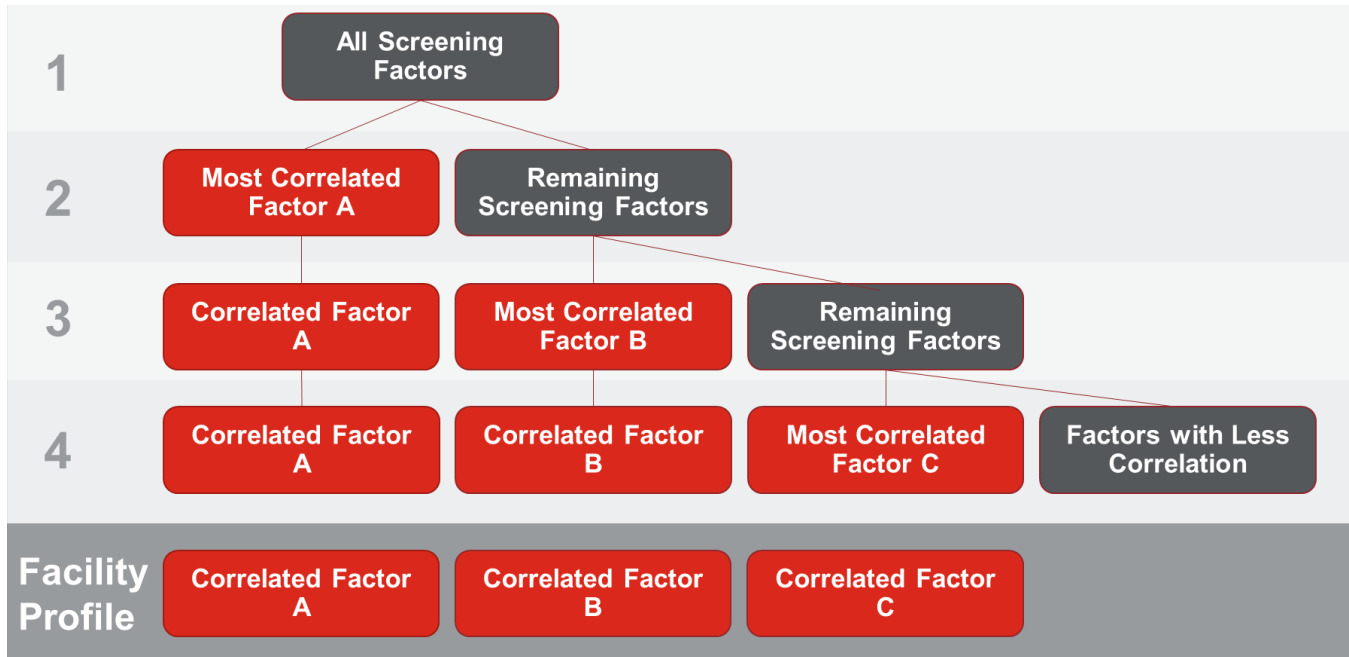 1
All Screening
Factors
2
Most Correlated
Factor A
Remaining
Screening Factors
3
Correlated Factor
A
Most Correlated
Factor B
Remaining
Screening Factors
4
Correlated Factor
A
Correlated Factor
B
Most Correlated
Factor C
Factors with Less
Correlation
Facility
Profile
Correlated Factor
A
Correlated Factor
B
Correlated Factor
C